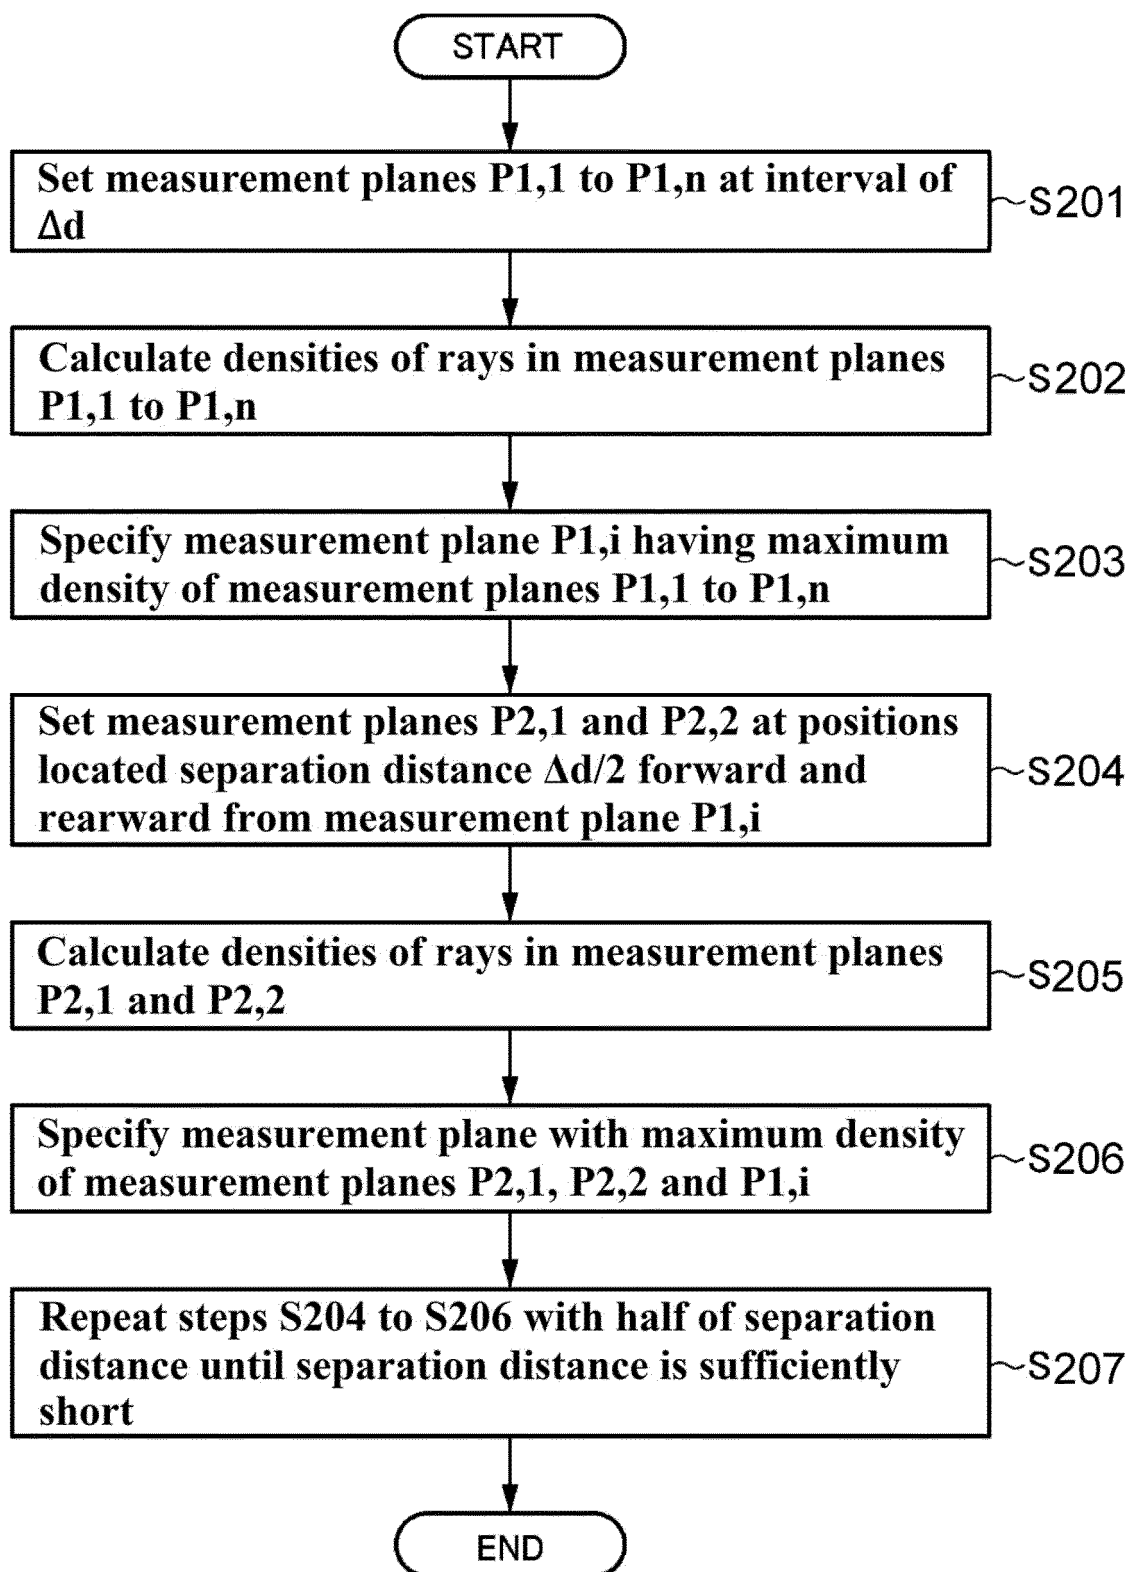 START
Set measurement planes P1,1 to P1,n at interval of
Δd
S201
Calculate densities of rays in measurement planes
P1,1 to P1,n
S202
Specify measurement plane P1,i having maximum
density of measurement planes P1,1 to P1,n
S203
Set measurement planes P2,1 and P2,2 at positions
located separation distance Δd/2 forward and
rearward from measurement plane P1,i
S204
Calculate densities of rays in measurement planes
P2,1 and P2,2
S205
Specify measurement plane with maximum density
of measurement planes P2,1, P2,2 and P1,i
S206
Repeat steps S204 to S206 with half of separation
distance until separation distance is sufficiently
short
S207
END